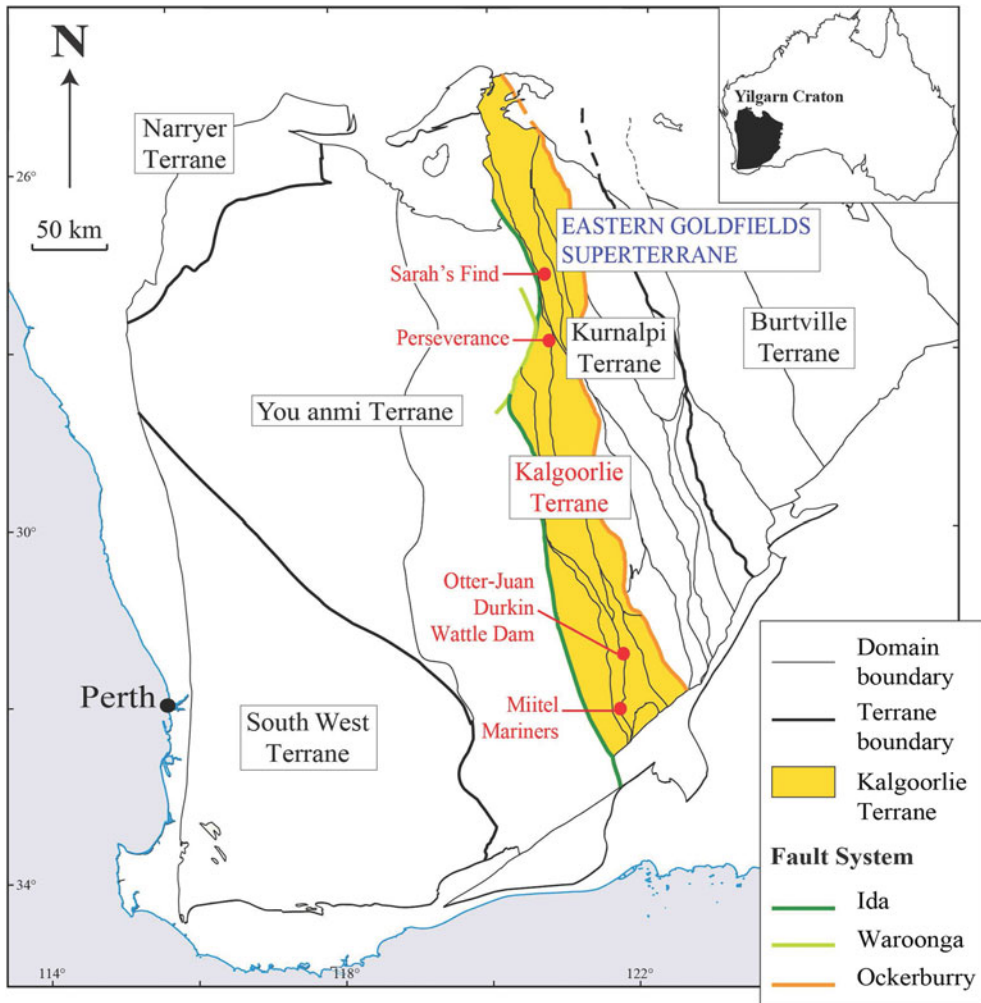 N
Yilgarn Craton
Narryer
Terrane
26°
50 km
EASTERN GOLDFIELDS
SUPERTERRANE
Sarah's Find
Perseverance
Kurnalpi
Terrane
Burtville
Terrane
You anmi Terrane
Kalgoorlie
Terrane
30°
Otter-Juan
Durkin
Wattle Dam
Miitel
Mariners
Perth
South West
Terrane
34°
114°
118°
122°
Domain
boundary
Terrane
boundary
Kalgoorlie
Terrane
Fault System
Ida
Waroonga
Ockerburry